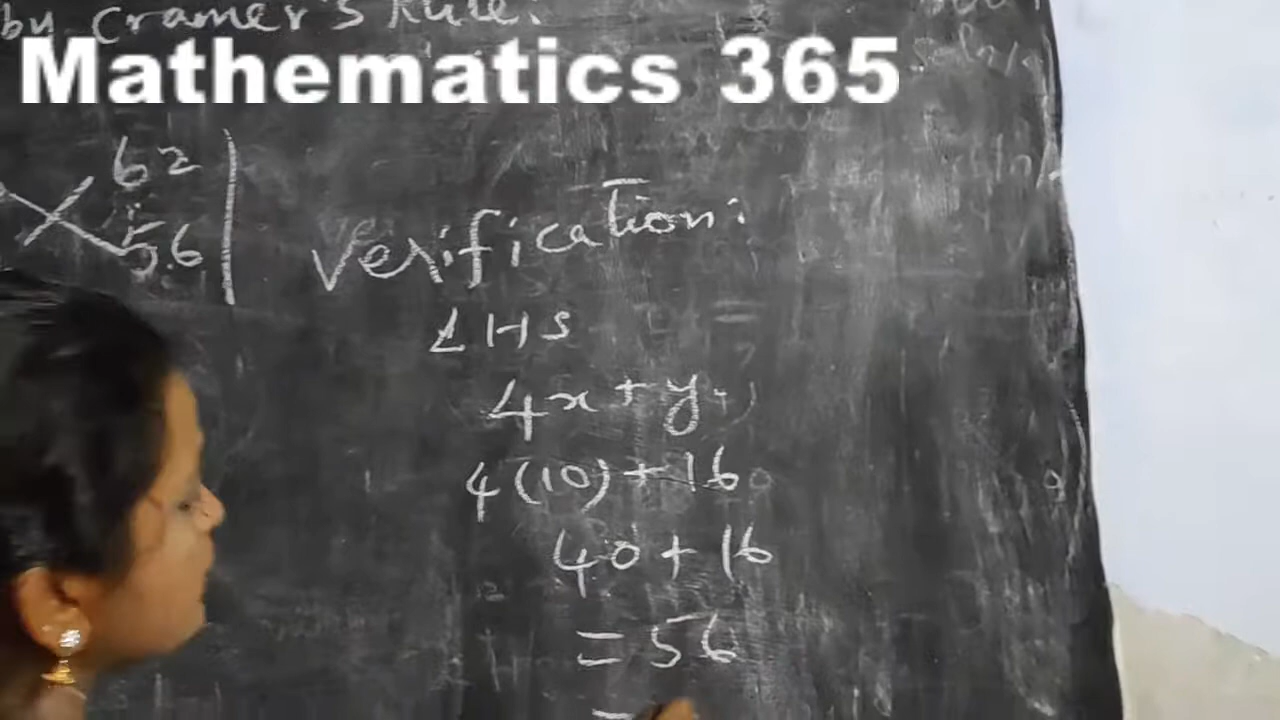 by Cramer's Rule:
Mathematics 365
62
56
Verification:
LHS
4x + y
4(10) + 16
40 + 16
= 56
=